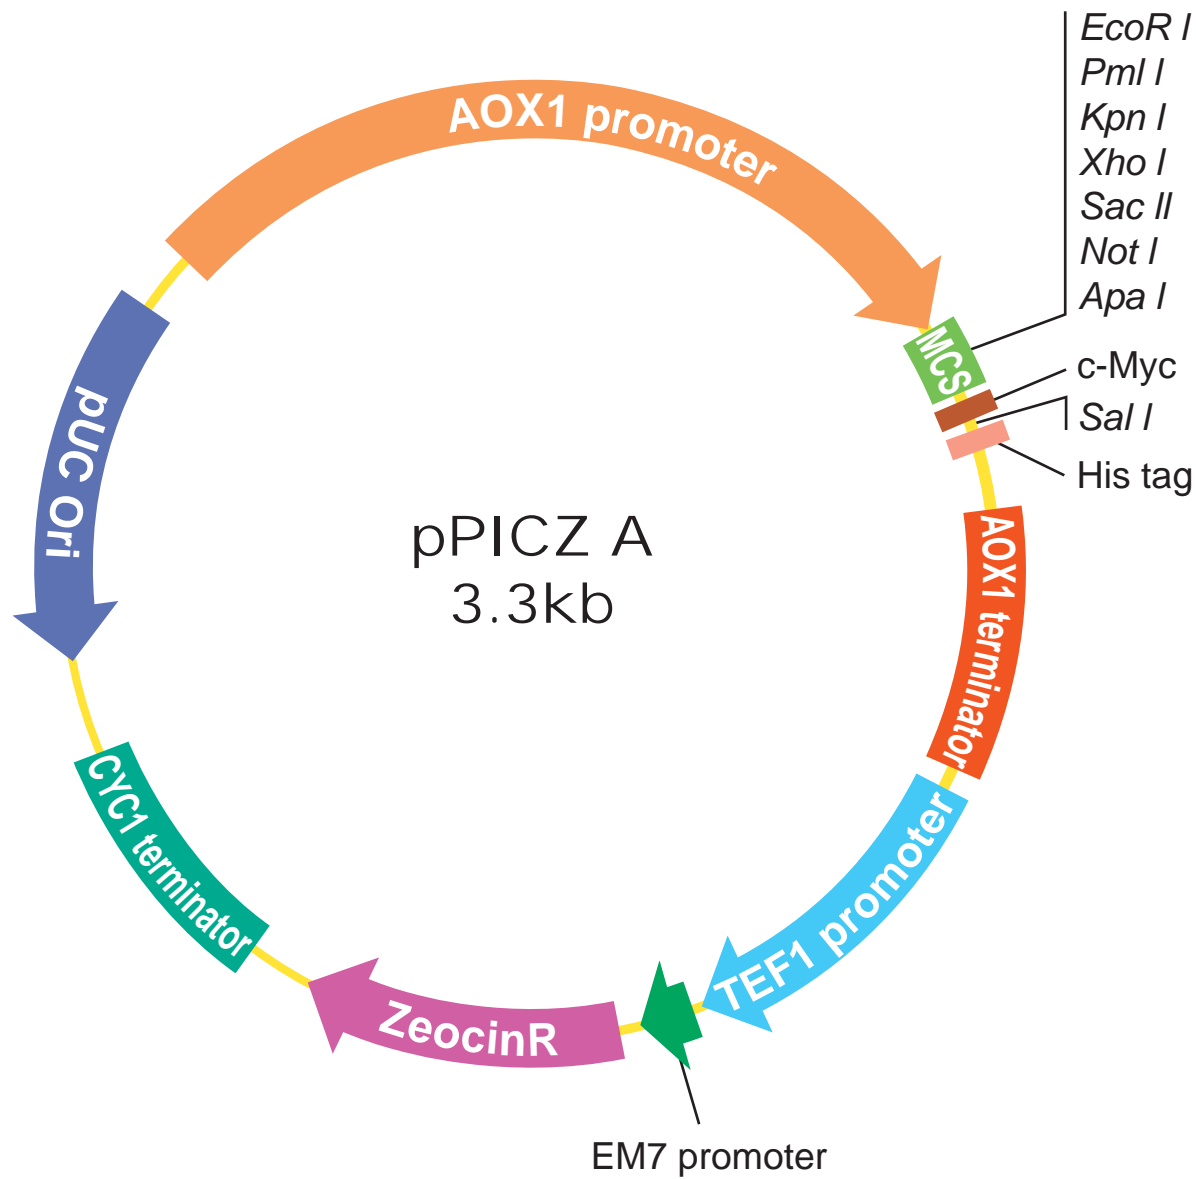 AOX1 promoter
EcoR I
Pml I
Kpn I
Xho I
Sac II
Not I
Apa I
MCS
c-Myc
Sal I
His tag
AOX1 terminator
TEF1 promoter
EM7 promoter
ZeocinR
CYC1 terminator
pUC Ori
pPICZ A
3.3kb